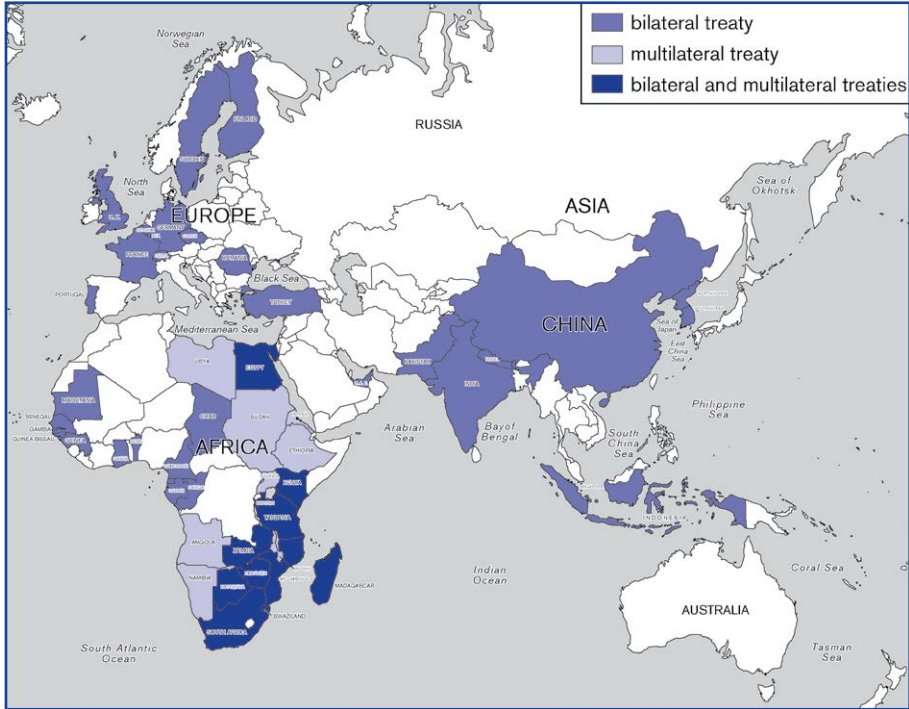 bilateral treaty
multilateral treaty
bilateral and multilateral treaties
Norwegian
Sea
RUSSIA
FINLAND
SWEDEN
North
Sea
Sea of
Okhotsk
ASIA
EUROPE
U.K.
GERMANY
FRANCE
ROMANIA
Black Sea
PORTUGAL
TURKEY
CHINA
Sea of
Japan
East
China
Sea
Mediterranean Sea
LIBYA
EGYPT
PAKISTAN
INDIA
U.A.E.
MAURITANIA
CHAD
SUDAN
SENEGAL
GAMBIA
GUINEA BISSAU
GUINEA
AFRICA
ETHIOPIA
Arabian
Sea
Bay of
Bengal
South
China
Sea
Philippine
Sea
KENYA
TANZANIA
INDONESIA
ANGOLA
ZAMBIA
NAMIBIA
BOTSWANA
MADAGASCAR
SWAZILAND
SOUTH AFRICA
Indian
Ocean
Coral Sea
AUSTRALIA
South Atlantic
Ocean
Tasman
Sea